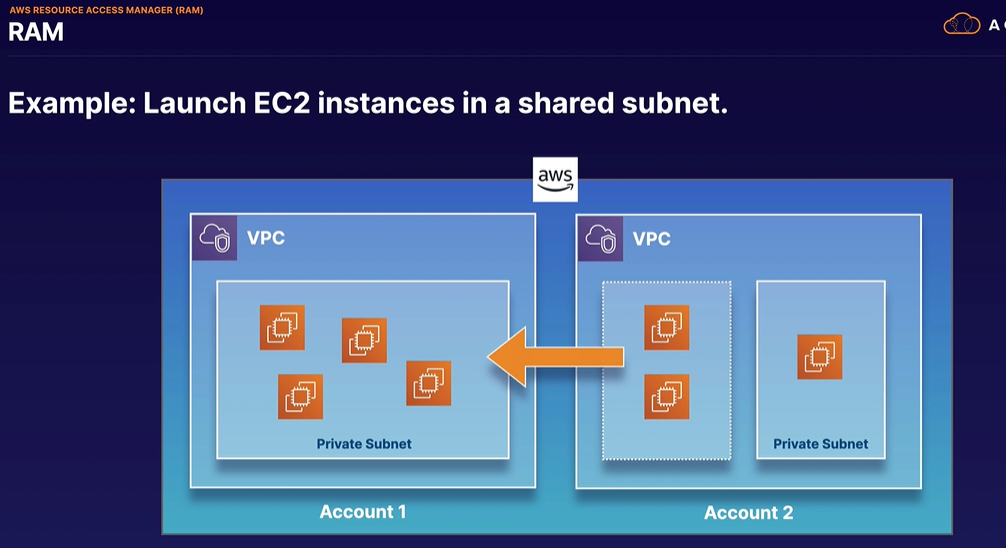 AWS RESOURCE ACCESS MANAGER (RAM)
RAM
A
Example: Launch EC2 instances in a shared subnet.
aws
VPC
VPC
Private Subnet
Private Subnet
Account 1
Account 2